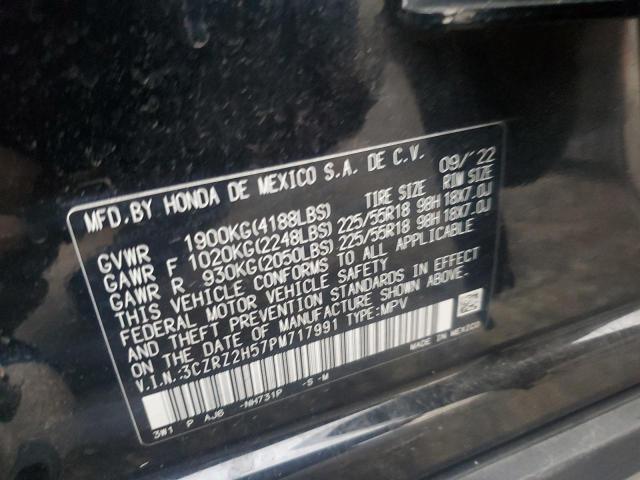 MFD. BY HONDA DE MEXICO S.A. DE C.V. 09/'22
TIRE SIZE RIM SIZE
GVWR 1900KG(4188LBS)
GAWR F 1020KG(2248LBS) 225/55R18 98H 18X7.0J
GAWR R 930KG(2050LBS) 225/55R18 98H 18X7.0J
THIS VEHICLE CONFORMS TO ALL APPLICABLE
FEDERAL MOTOR VEHICLE SAFETY
AND THEFT PREVENTION STANDARDS IN EFFECT
ON THE DATE OF MANUFACTURE SHOWN ABOVE.
V.I.N.:3CZRZ2H57PM717991 TYPE:MPV
MADE IN MEXICO
3W1 P AJ6 -NH731P -S -M